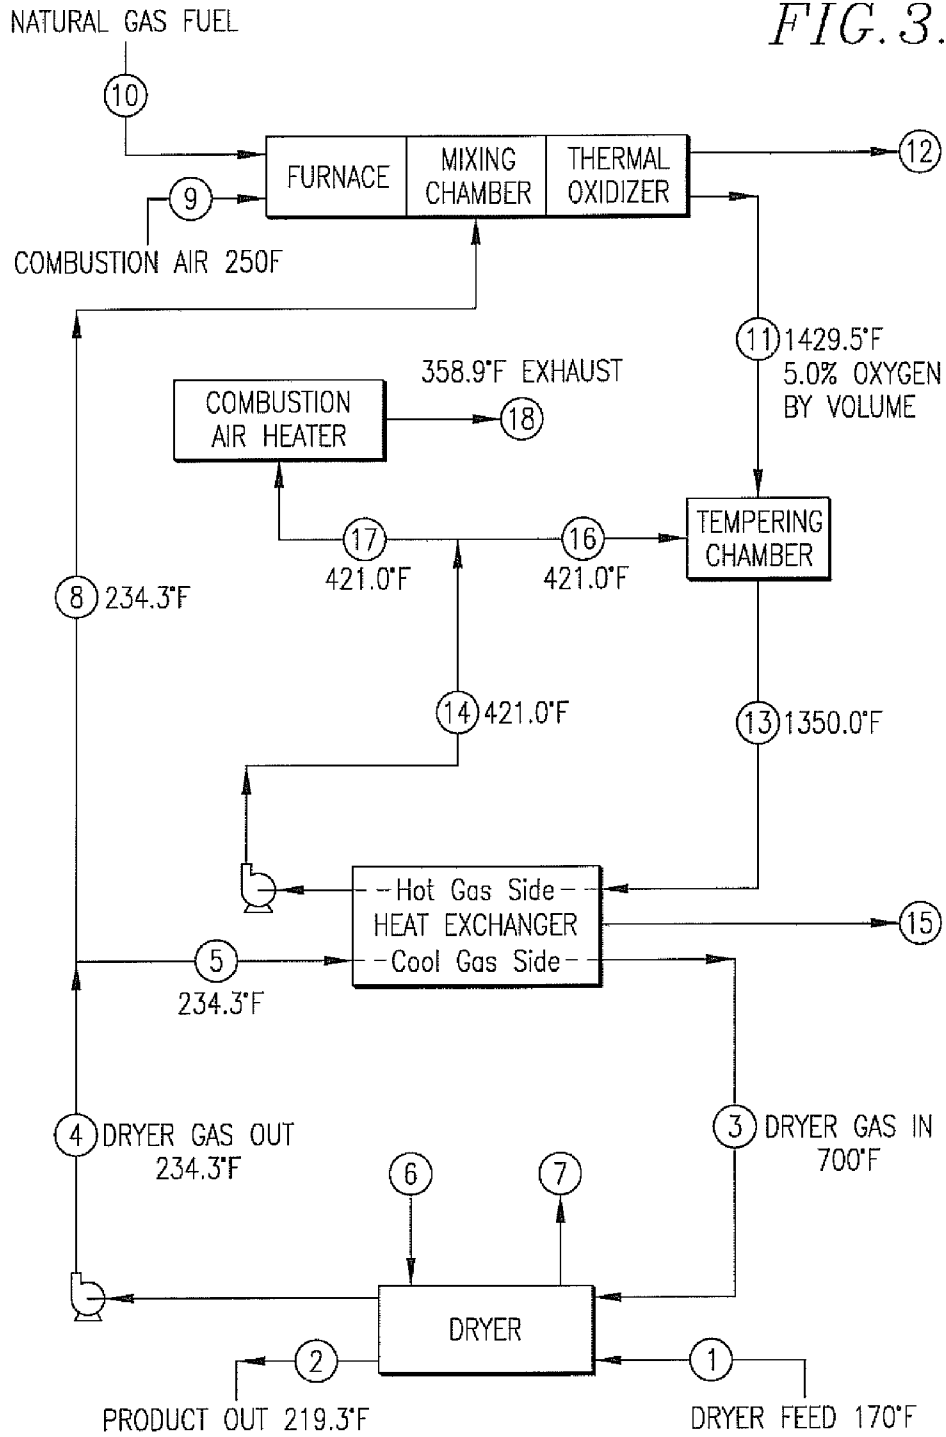 NATURAL GAS FUEL
FIG. 3.
10
FURNACE
MIXING
CHAMBER
THERMAL
OXIDIZER
12
9
COMBUSTION AIR 250F
11
1429.5°F
5.0% OXYGEN
BY VOLUME
358.9°F EXHAUST
COMBUSTION
AIR HEATER
18
TEMPERING
CHAMBER
17
421.0°F
16
421.0°F
8
234.3°F
14
421.0°F
13
1350.0°F
Hot Gas Side
HEAT EXCHANGER
Cool Gas Side
15
5
234.3°F
4
DRYER GAS OUT
234.3°F
3
DRYER GAS IN
700°F
6
7
DRYER
2
1
PRODUCT OUT 219.3°F
DRYER FEED 170°F